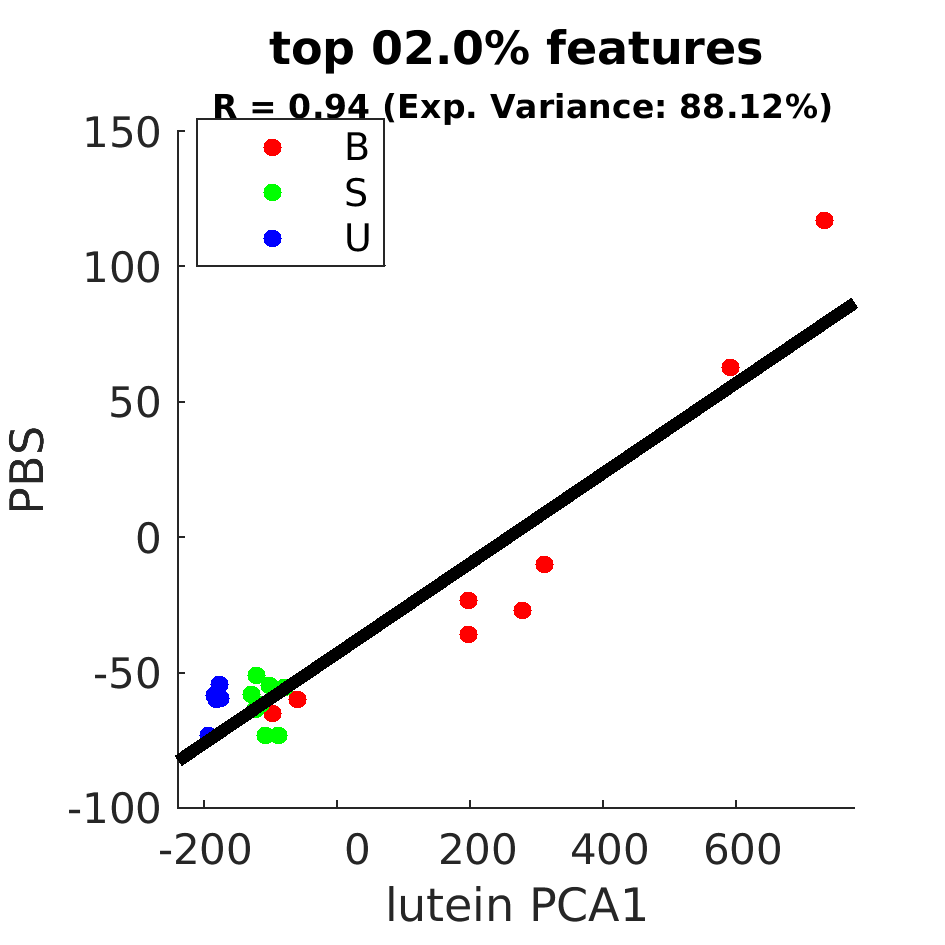 top 02.0% features
R = 0.94 (Exp. Variance: 88.12%)
B
S
U
150
100
50
0
-50
-100
PBS
-200 0 200 400 600
lutein PCA1